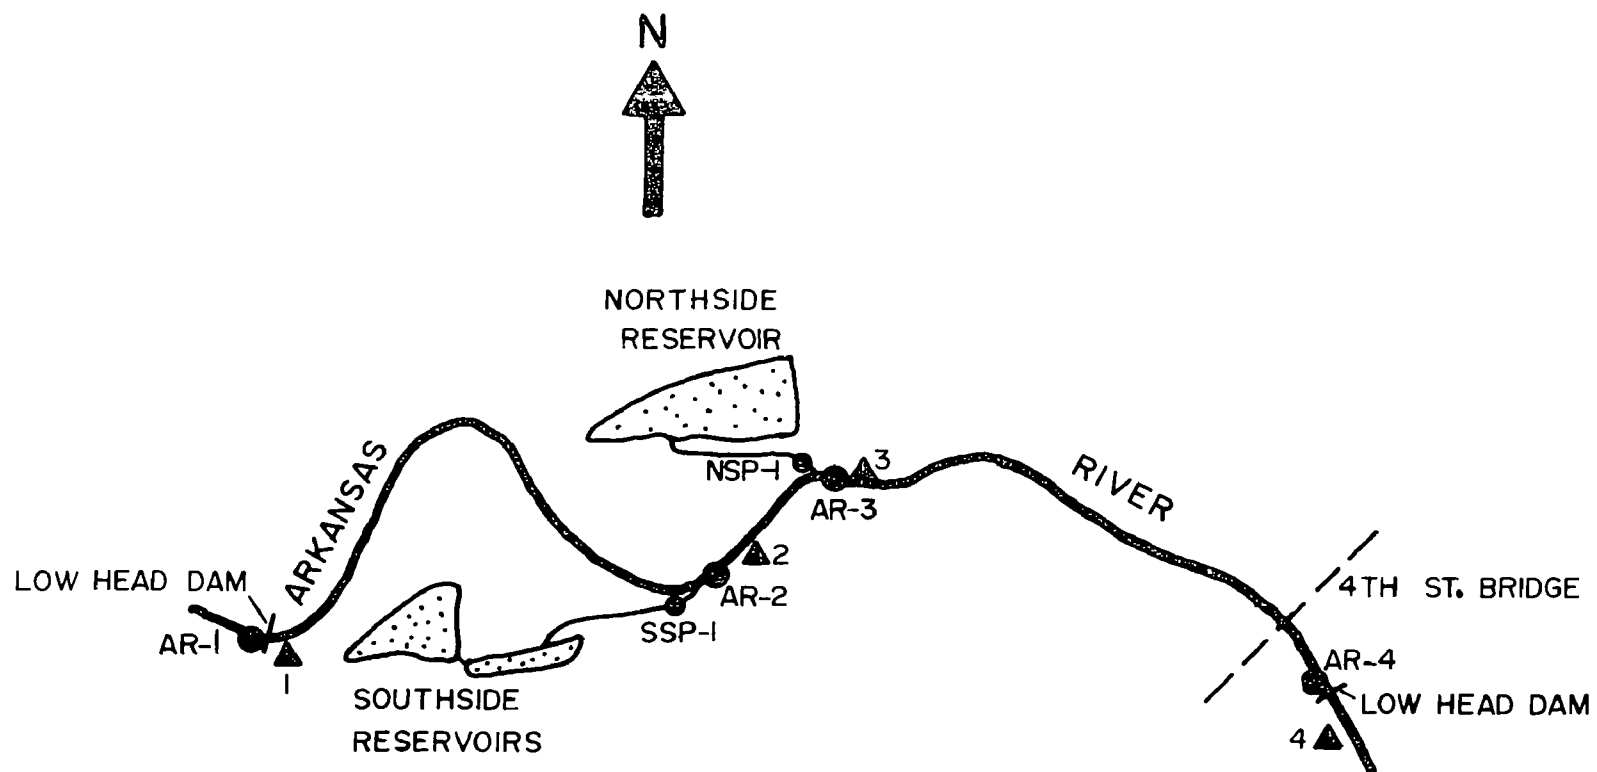 N
NORTHSIDE
RESERVOIR
NSP-1
3
AR-3
ARKANSAS
RIVER
LOW HEAD DAM
AR-1
1
2
AR-2
SSP-1
SOUTHSIDE
RESERVOIRS
4TH ST. BRIDGE
AR-4
LOW HEAD DAM
4